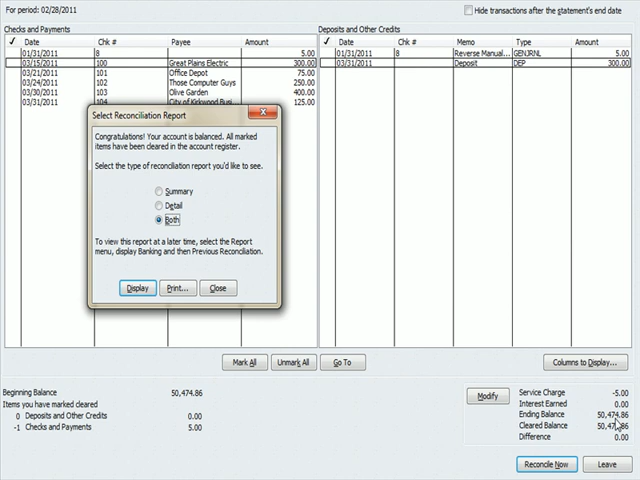 For period: 02/28/2011
Hide transactions after the statement's end date
Checks and Payments
Deposits and Other Credits
✓ Date Chk # Payee Amount
✓ Date Chk # Memo Type Amount
01/31/2011 8 5.00
01/31/2011 8 Reverse Manual... GENJRNL 5.00
03/15/2011 100 Great Plains Electric 300.00
03/31/2011 Deposit DEP 300.00
03/21/2011 101 Office Depot 75.00
03/24/2011 102 Those Computer Guys 250.00
03/30/2011 103 Olive Garden 400.00
03/31/2011 104 City of Kirkwood Busi... 125.00
Select Reconciliation Report
Congratulations! Your account is balanced. All marked
items have been cleared in the account register.
Select the type of reconciliation report you'd like to see.
Summary
Detail
Both
To view this report at a later time, select the Report
menu, display Banking and then Previous Reconciliation.
Display Print... Close
Mark All Unmark All Go To Columns to Display...
Beginning Balance 50,474.86
Items you have marked cleared
0 Deposits and Other Credits 0.00
-1 Checks and Payments 5.00
Modify
Service Charge -5.00
Interest Earned 0.00
Ending Balance 50,474.86
Cleared Balance 50,474.86
Difference 0.00
Reconcile Now Leave